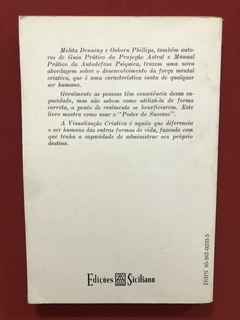 Melita Denning e Osborn Phillips, também auto-
res de Guia Prático da Projeção Astral e Manual
Prático da Autodefesa Psíquica, trazem uma nova
abordagem sobre o desenvolvimento da força mental
criativa, que é uma característica inata de qualquer
ser humano.
Geralmente as pessoas têm consciência dessa ca-
pacidade, mas não sabem como utilizá-la de forma
correta, a ponto de realmente se beneficiarem. Este
livro mostra como usar o "Poder do Sucesso".
A Visualização Criativa é aquilo que diferencia
o ser humano das outras formas de vida, fazendo com
que tenha a capacidade de administrar seu próprio
destino.
Edições Siciliano